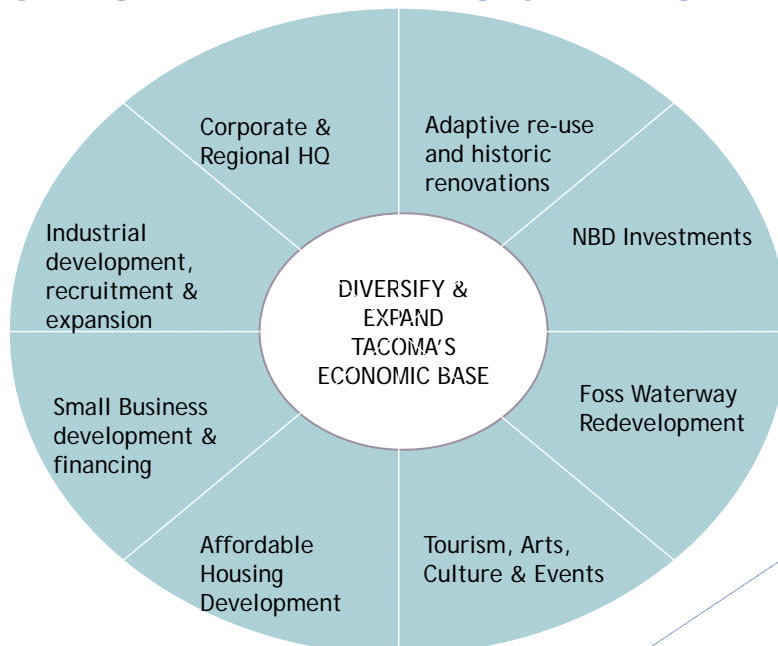 Corporate &
Regional HQ
Adaptive re-use
and historic
renovations
NBD Investments
Foss Waterway
Redevelopment
Tourism, Arts,
Culture & Events
Affordable
Housing
Development
Small Business
development &
financing
Industrial
development,
recruitment &
expansion
DIVERSIFY &
EXPAND
TACOMA'S
ECONOMIC BASE